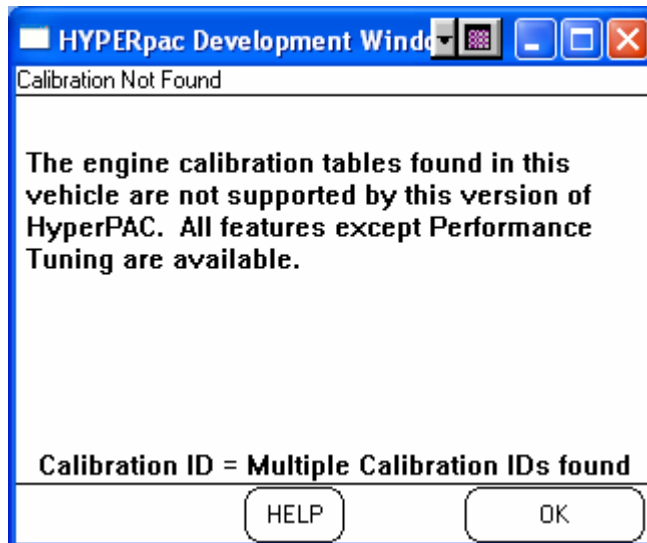 HYPERpac Development Windo
Calibration Not Found
The engine calibration tables found in this
vehicle are not supported by this version of
HyperPAC.  All features except Performance
Tuning are available.
Calibration ID = Multiple Calibration IDs found
HELP
OK